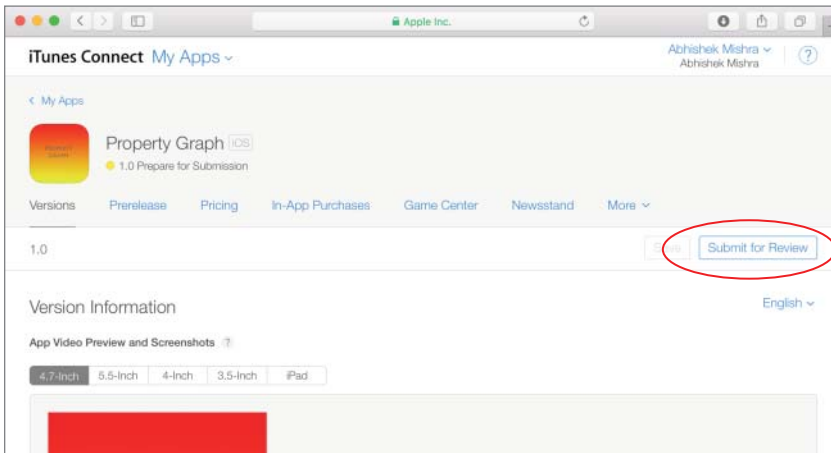 Apple Inc.
iTunes Connect My Apps
Abhishek Mishra
Abhishek Mishra
?
My Apps
PROPERTY
GRAPH
Property Graph iOS
1.0 Prepare for Submission
Versions Prerelease Pricing In-App Purchases Game Center Newsstand More
1.0
Save Submit for Review
Version Information
English
App Video Preview and Screenshots ?
4.7-Inch 5.5-Inch 4-Inch 3.5-Inch iPad